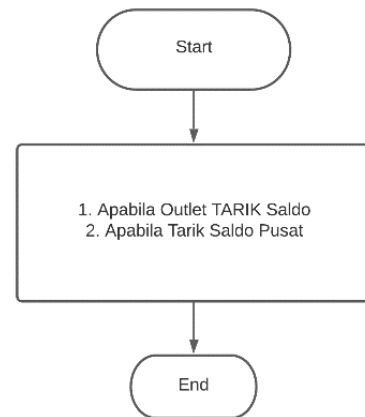 Start
1. Apabila Outlet TARIK Saldo
2. Apabila Tarik Saldo Pusat
End